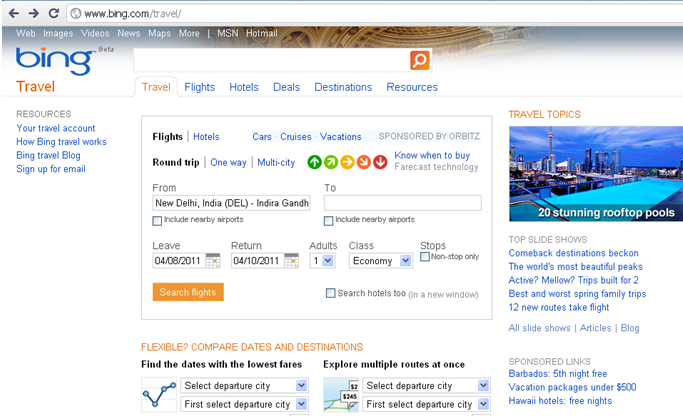 www.bing.com/travel/
Web Images Videos News Maps More | MSN Hotmail
bing™ Beta
Travel
Travel Flights Hotels Deals Destinations Resources
RESOURCES
Your travel account
How Bing travel works
Bing travel Blog
Sign up for email
Flights | Hotels Cars · Cruises · Vacations SPONSORED BY ORBITZ
Round trip | One way | Multi-city Know when to buy
Farecast technology
From To
New Delhi, India (DEL) - Indira Gandh
Include nearby airports Include nearby airports
Leave Return Adults Class Stops
04/08/2011 04/10/2011 1 Economy Non-stop only
Search flights Search hotels too (in a new window)
FLEXIBLE? COMPARE DATES AND DESTINATIONS
Find the dates with the lowest fares Explore multiple routes at once
Select departure city $2 Select departure city
First select departure city $245 First select departure city
TRAVEL TOPICS
20 stunning rooftop pools
TOP SLIDE SHOWS
Comeback destinations beckon
The world's most beautiful peaks
Active? Mellow? Trips built for 2
Best and worst spring family trips
12 new routes take flight
All slide shows | Articles | Blog
SPONSORED LINKS
Barbados: 5th night free
Vacation packages under $500
Hawaii hotels: free nights